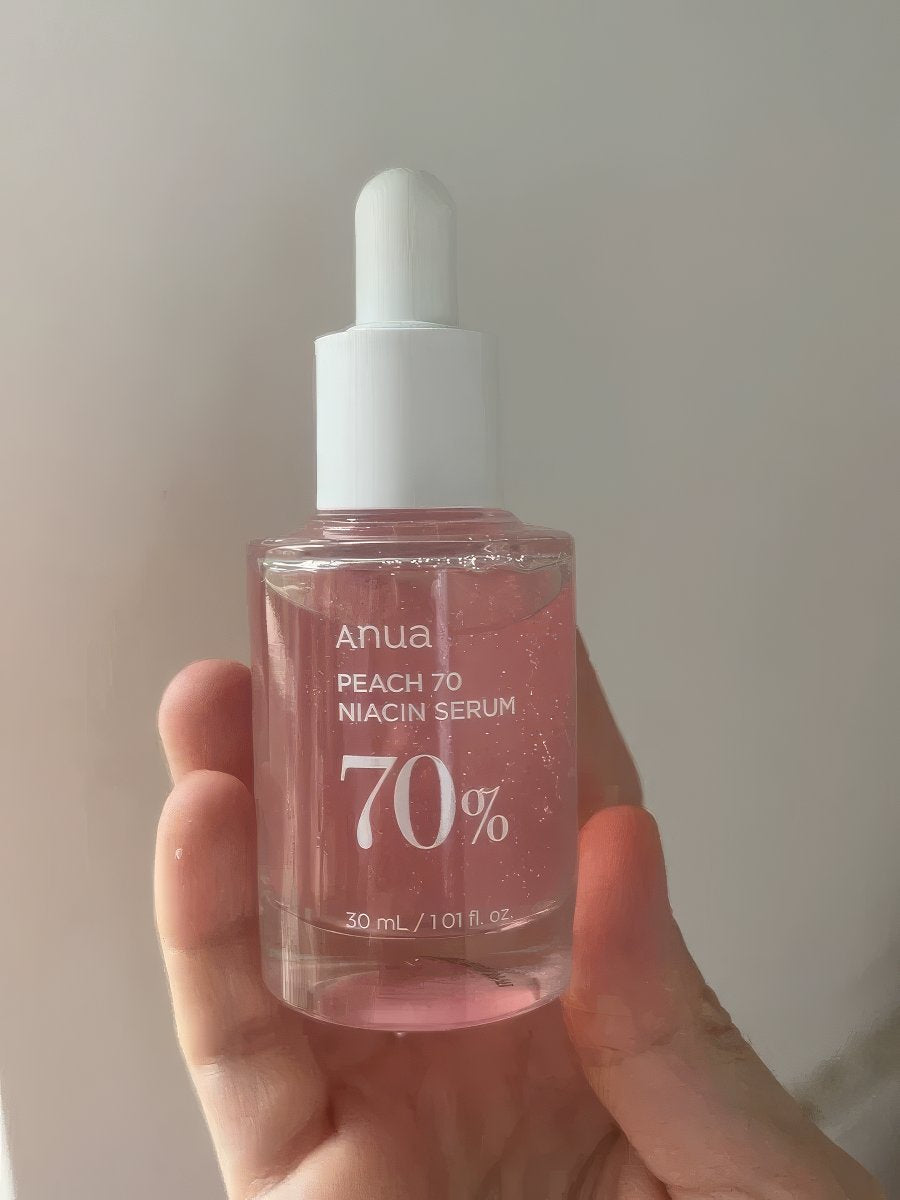 Anua
PEACH 70
NIACIN SERUM
70%
30 mL / 1 01 fl. oz.